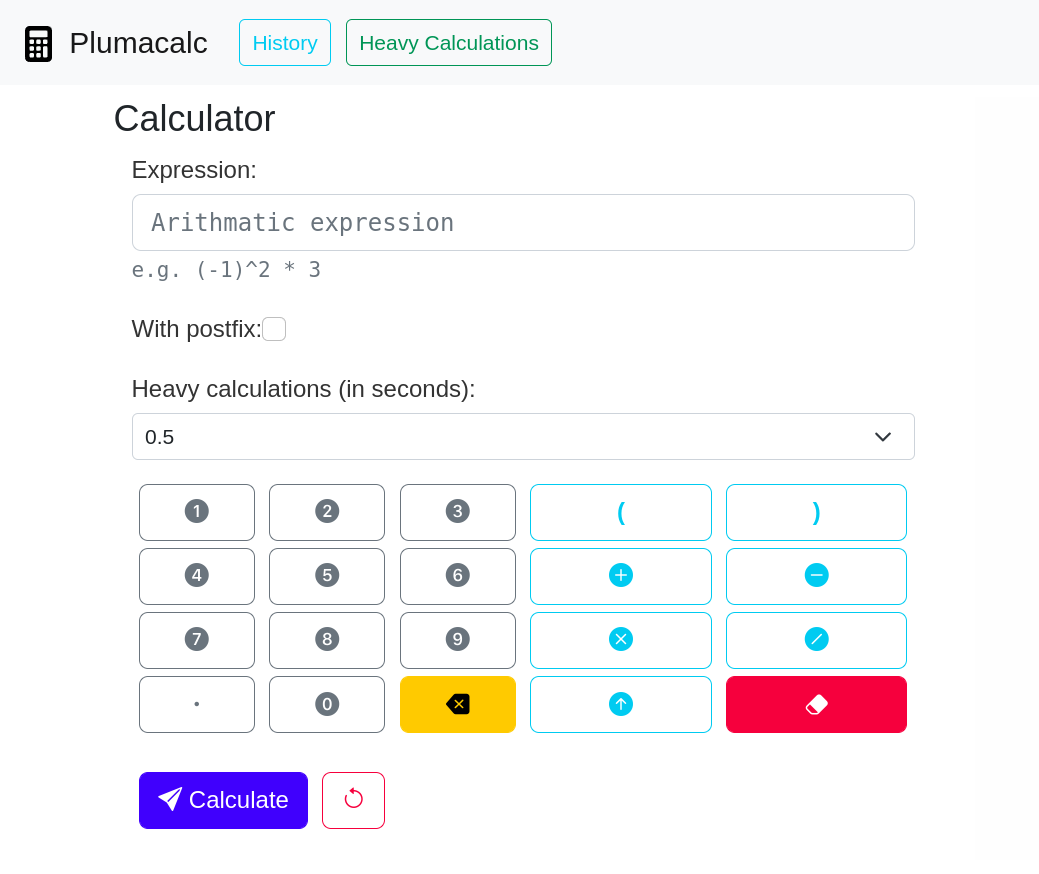 Plumacalc History Heavy Calculations
Calculator
Expression:
Arithmatic expression
e.g. (-1)^2 * 3
With postfix:
Heavy calculations (in seconds):
0.5
1 2 3 ( )
4 5 6 + −
7 8 9 × /
. 0 × ↑
Calculate